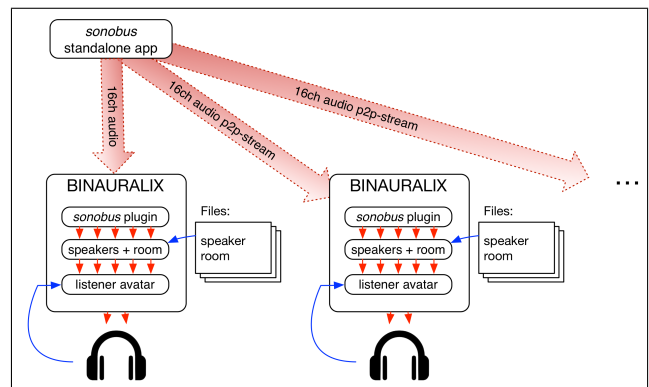 sonobus
standalone app
16ch audio
16ch audio p2p-stream
16ch audio p2p-stream
...
BINAURALIX
sonobus plugin
speakers + room
listener avatar
Files:
speaker
room
BINAURALIX
sonobus plugin
speakers + room
listener avatar
Files:
speaker
room